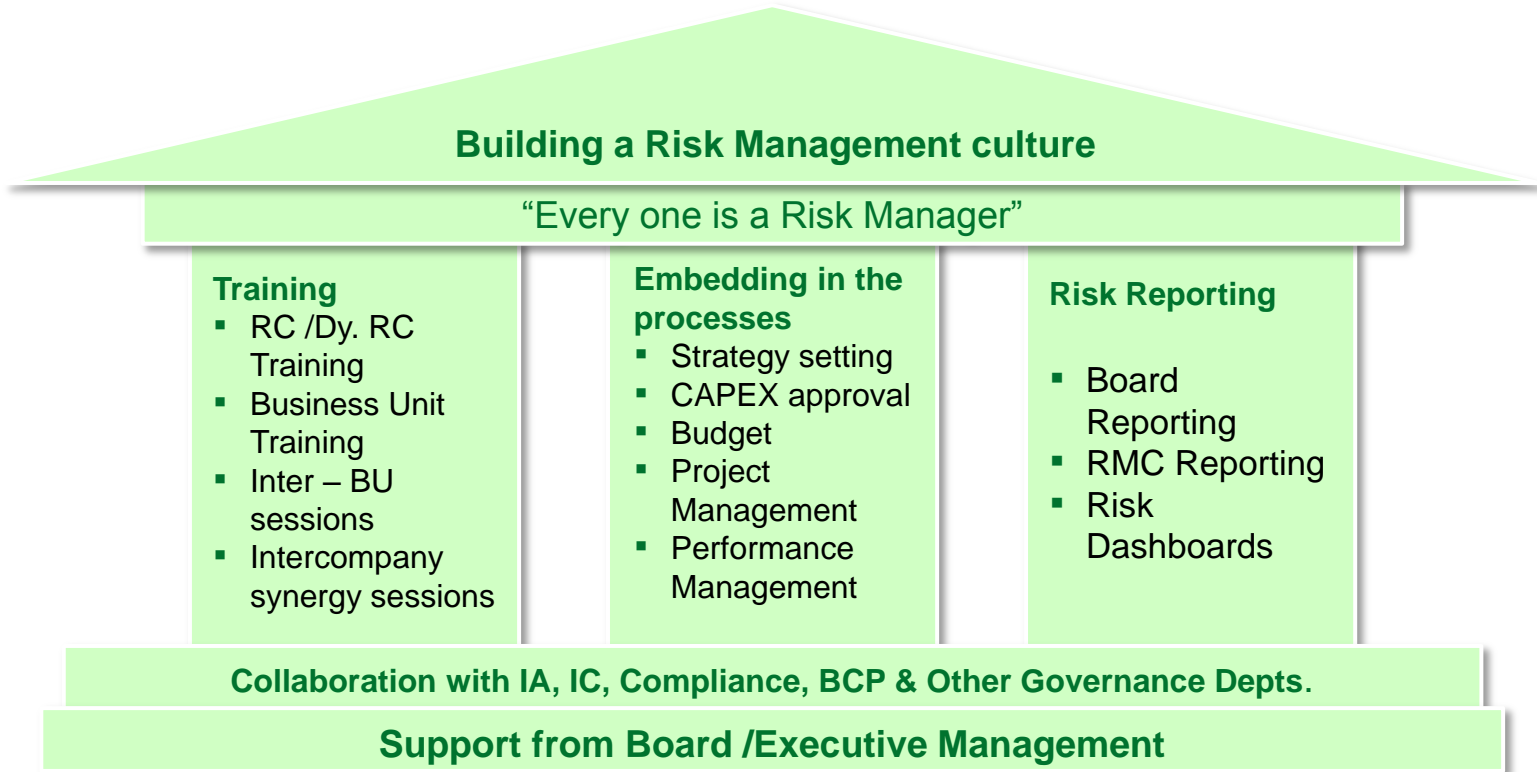 Building a Risk Management culture
“Every one is a Risk Manager”
Training
▪ RC /Dy. RC
Training
▪ Business Unit
Training
▪ Inter – BU
sessions
▪ Intercompany
synergy sessions
Embedding in the
processes
▪ Strategy setting
▪ CAPEX approval
▪ Budget
▪ Project
Management
▪ Performance
Management
Risk Reporting
▪ Board
Reporting
▪ RMC Reporting
▪ Risk
Dashboards
Collaboration with IA, IC, Compliance, BCP & Other Governance Depts.
Support from Board /Executive Management